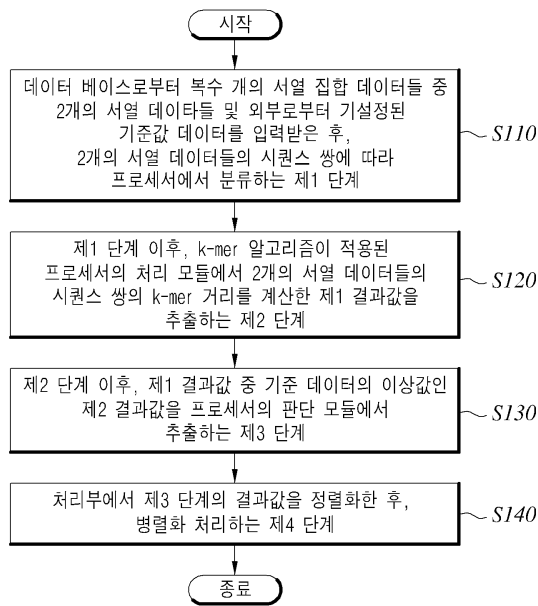 시작
데이터 베이스로부터 복수 개의 서열 집합 데이터들 중
2개의 서열 데이타들 및 외부로부터 기설정된
기준값 데이터를 입력받은 후,
2개의 서열 데이터들의 시퀀스 쌍에 따라
프로세서에서 분류하는 제1 단계
S110
제1 단계 이후, k-mer 알고리즘이 적용된
프로세서의 처리 모듈에서 2개의 서열 데이터들의
시퀀스 쌍의 k-mer 거리를 계산한 제1 결과값을
추출하는 제2 단계
S120
제2 단계 이후, 제1 결과값 중 기준 데이터의 이상값인
제2 결과값을 프로세서의 판단 모듈에서
추출하는 제3 단계
S130
처리부에서 제3 단계의 결과값을 정렬화한 후,
병렬화 처리하는 제4 단계
S140
종료